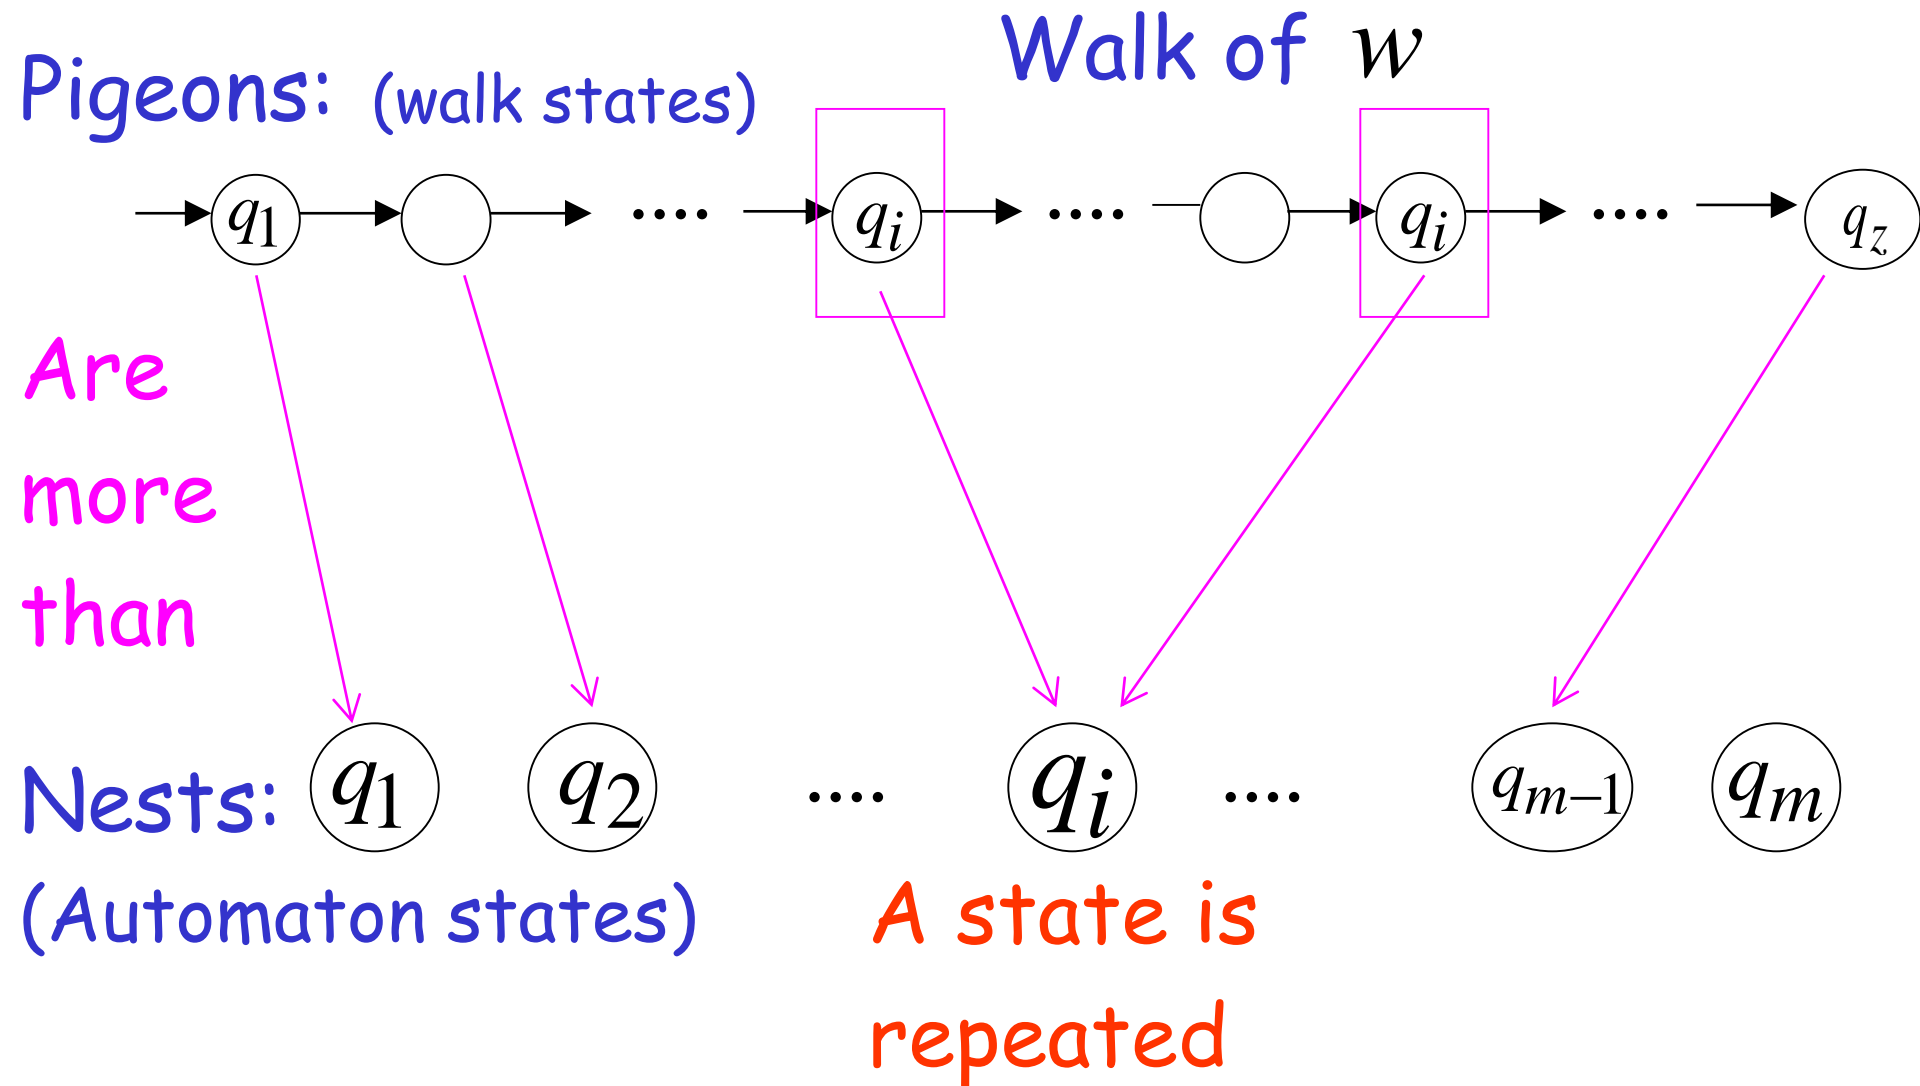 Walk of w
Pigeons: (walk states)
q₁ .... qᵢ .... qᵢ .... q_z
Are
more
than
Nests: q₁ q₂ .... qᵢ .... qₘ₋₁ qₘ
(Automaton states)
A state is
repeated